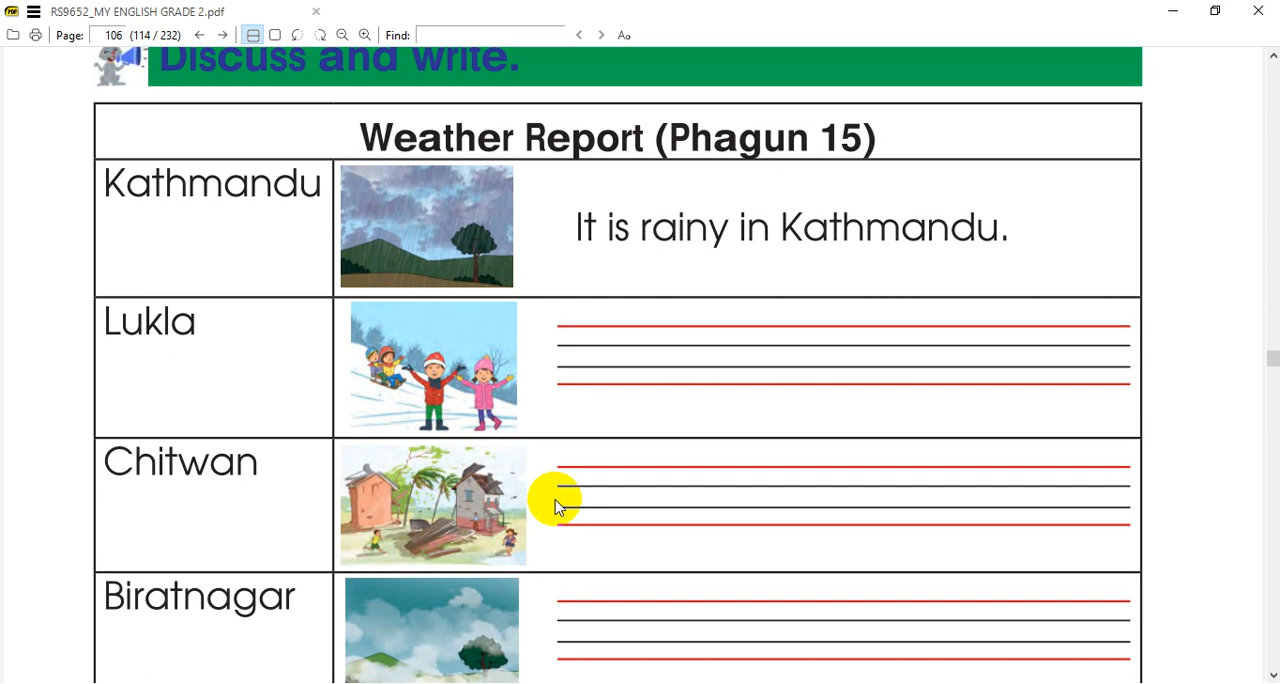 RS9652_MY ENGLISH GRADE 2.pdf
Page: 106 (114 / 232) Find: Aa
Discuss and write.
Weather Report (Phagun 15)
Kathmandu
It is rainy in Kathmandu.
Lukla
Chitwan
Biratnagar